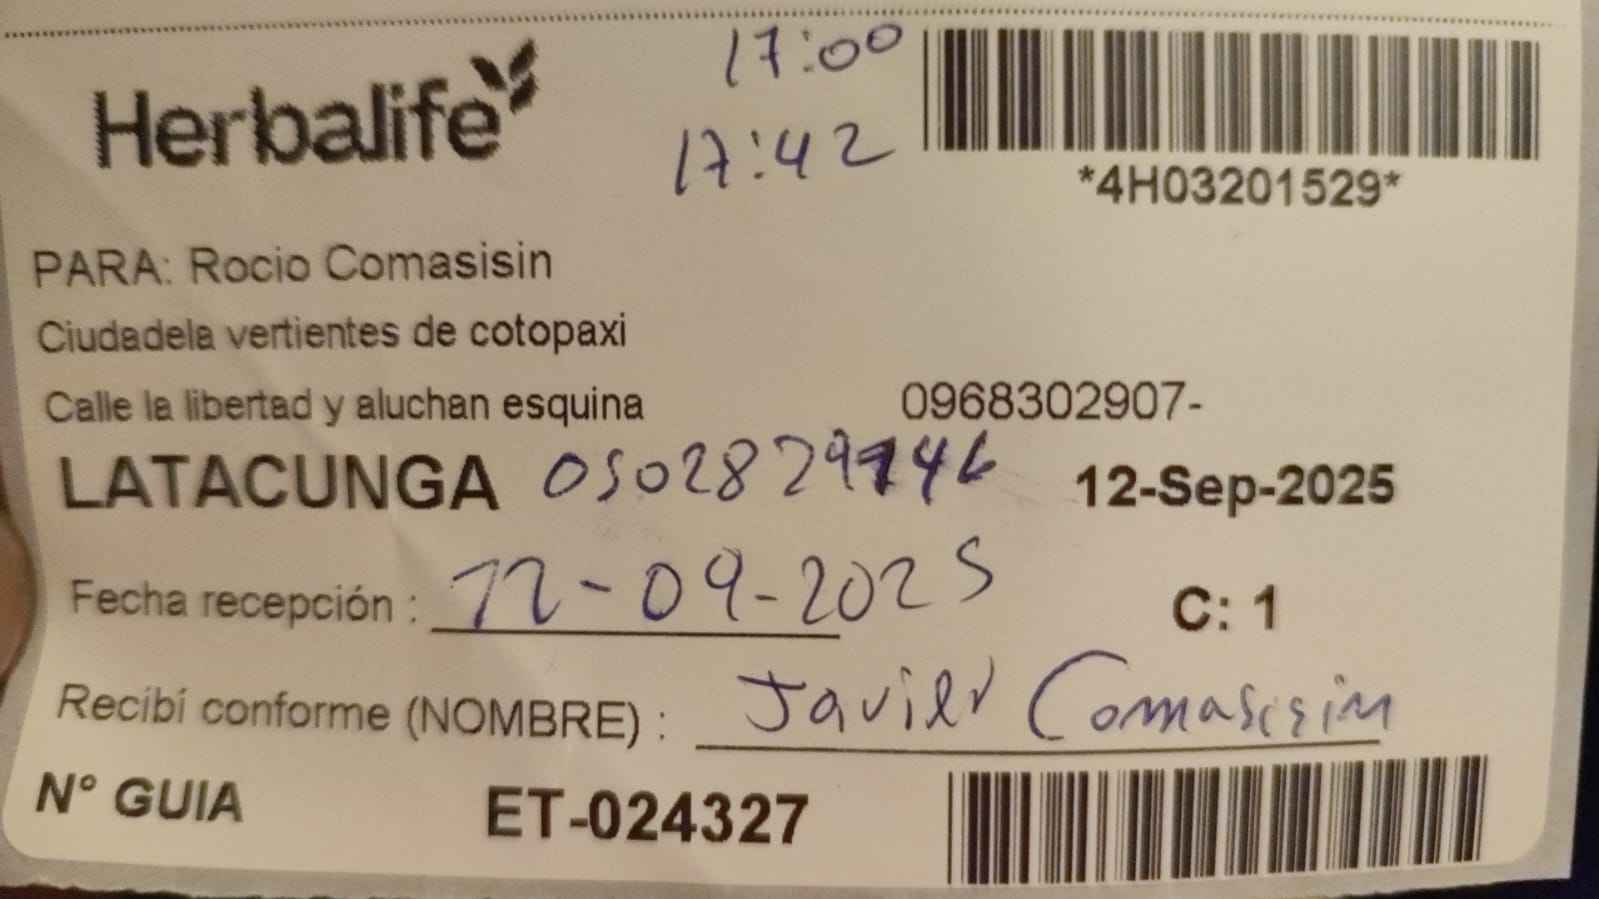 Herbalife
17:00
17:42
*4H03201529*
PARA: Rocio Comasisin
Ciudadela vertientes de cotopaxi
Calle la libertad y aluchan esquina 0968302907-
LATACUNGA 12-Sep-2025
Fecha recepción : 12-09-2025
C: 1
Recibí conforme (NOMBRE) : Javier Comasisin
N° GUIA ET-024327